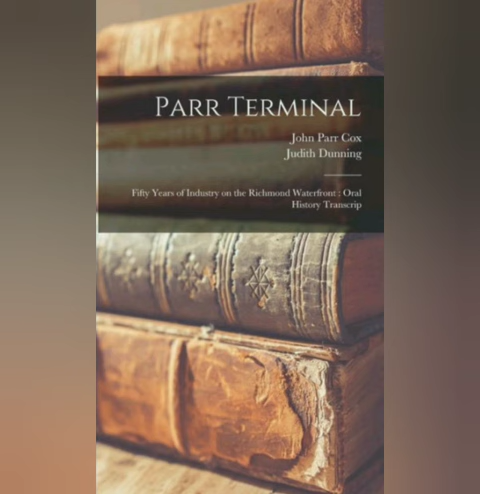 PARR TERMINAL
John Parr Cox
Judith Dunning
Fifty Years of Industry on the Richmond Waterfront : Oral
History Transcrip